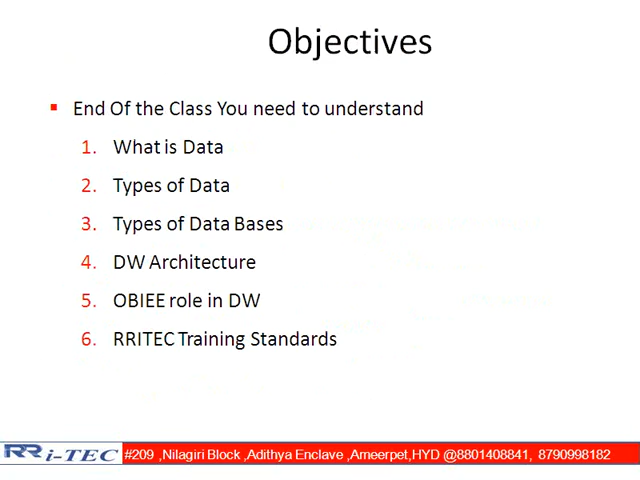 Objectives
End Of the Class You need to understand
1. What is Data
2. Types of Data
3. Types of Data Bases
4. DW Architecture
5. OBIEE role in DW
6. RRITEC Training Standards
RR i-TEC #209 ,Nilagiri Block ,Adithya Enclave ,Ameerpet,HYD @8801408841, 8790998182